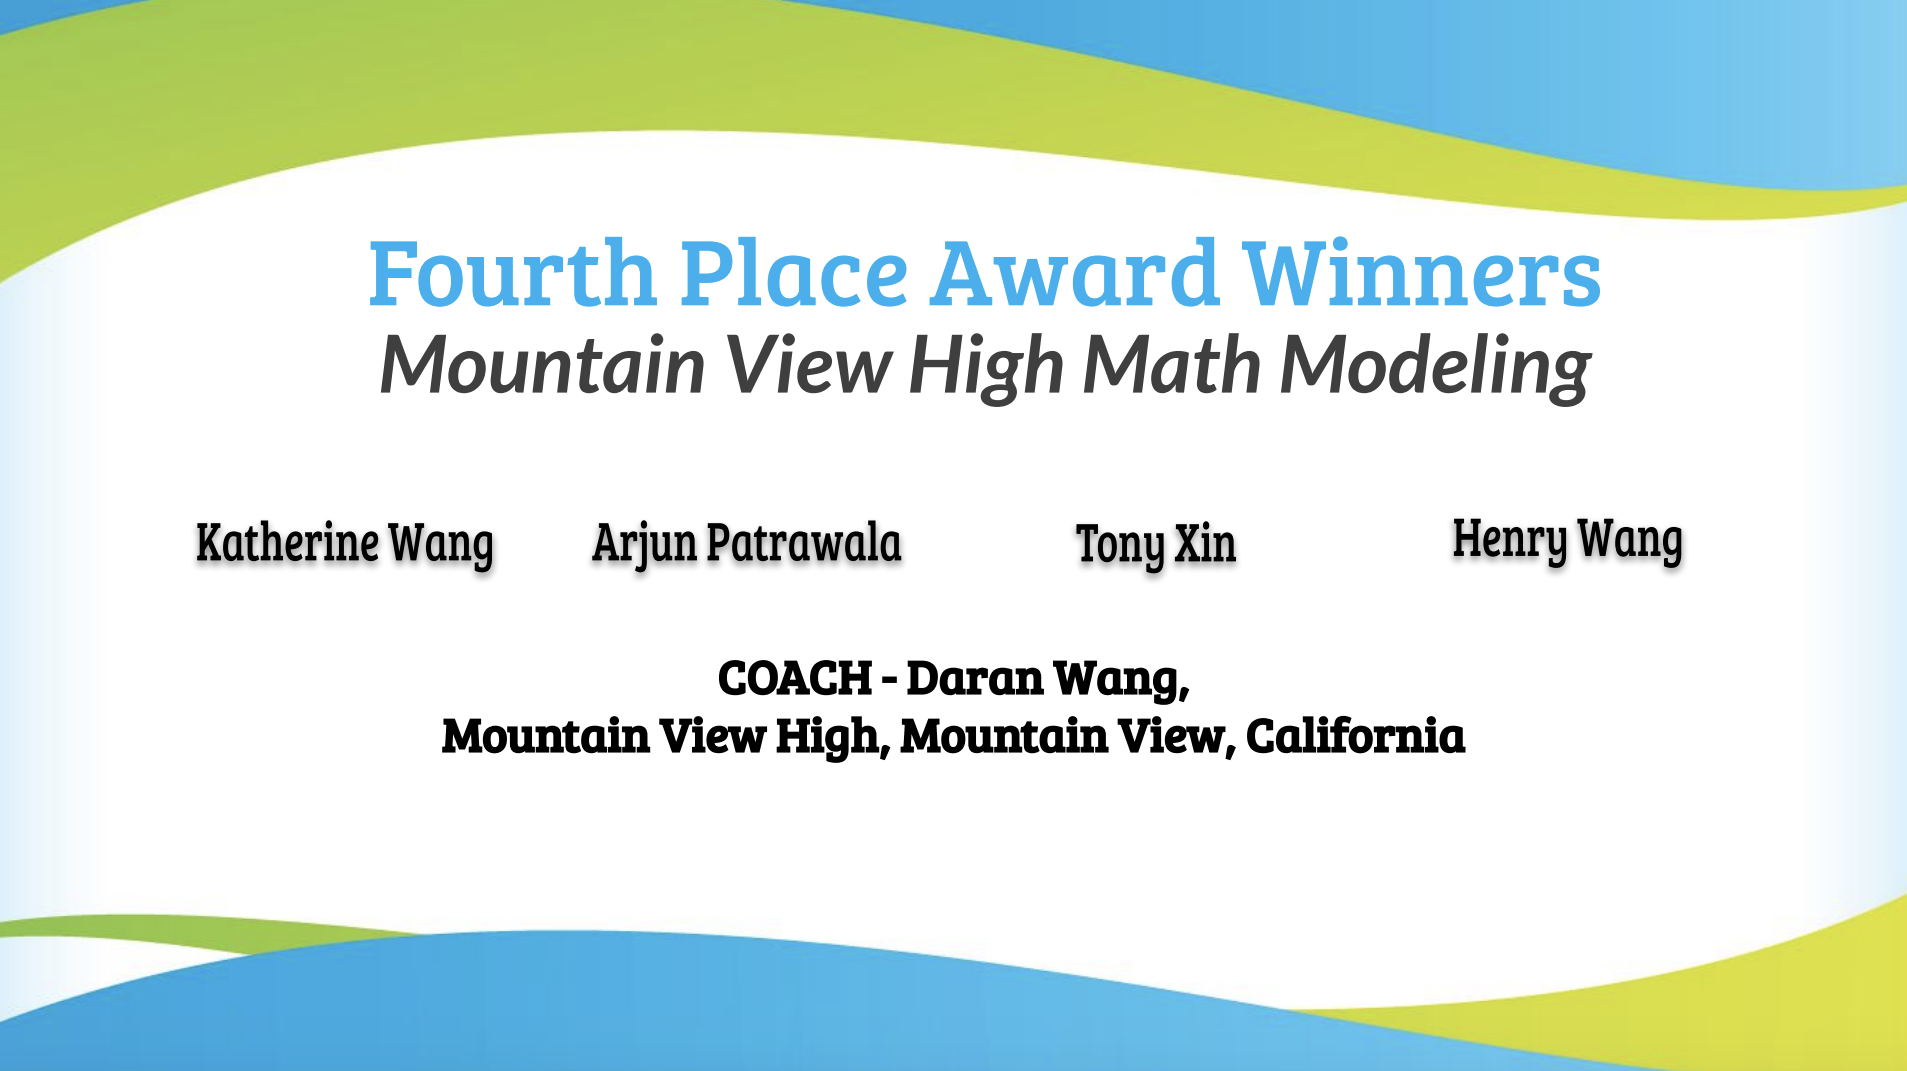 Fourth Place Award Winners
Mountain View High Math Modeling
Katherine Wang Arjun Patrawala Tony Xin Henry Wang
COACH - Daran Wang,
Mountain View High, Mountain View, California